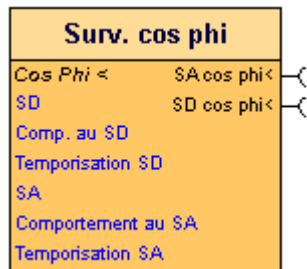 Surv. cos phi
Cos Phi < SA cos phi<
SD SD cos phi<
Comp. au SD
Temporisation SD
SA
Comportement au SA
Temporisation SA